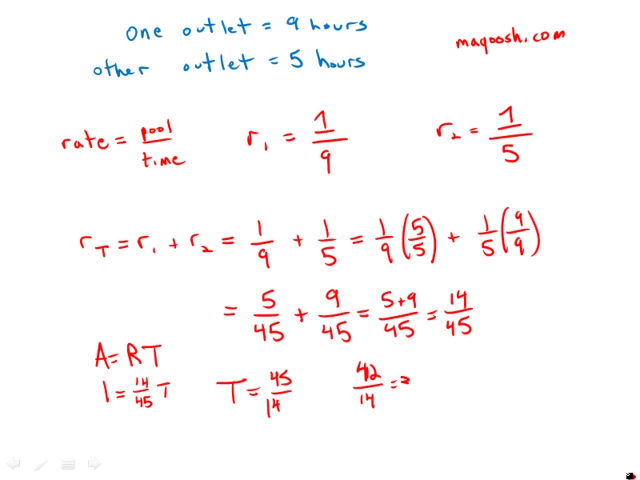 One outlet = 9 hours
magoosh.com
other outlet = 5 hours
rate = pool/time r₁ = 1/9 r₂ = 1/5
r_T = r₁ + r₂ = 1/9 + 1/5 = 1/9 (5/5) + 1/5 (9/9)
= 5/45 + 9/45 = 5+9/45 = 14/45
A = RT
1 = 14/45 T T = 45/14 42/14 =